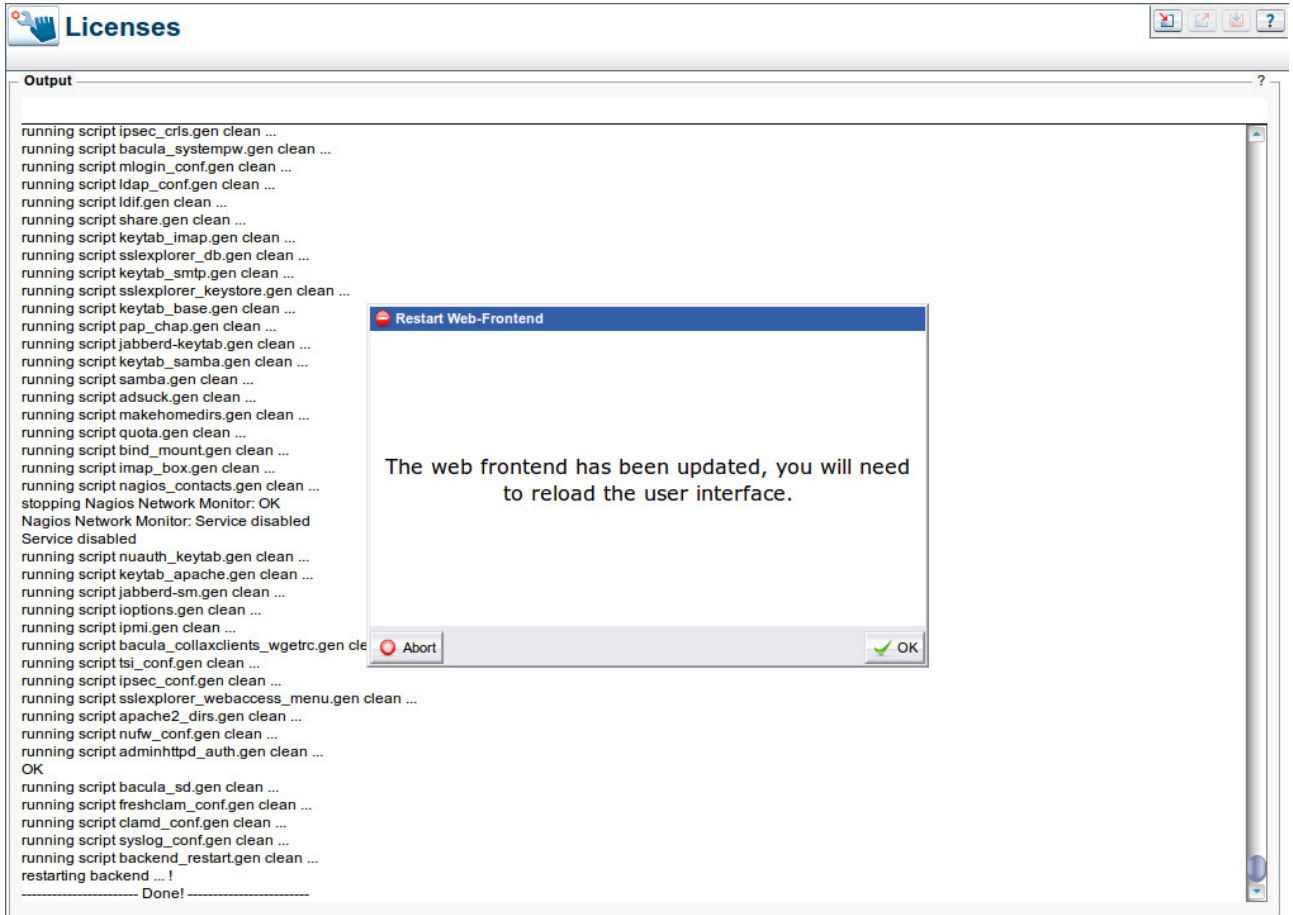 Licenses
?
Output
?
running script ipsec_crls.gen clean ...
running script bacula_systempw.gen clean ...
running script mlogin_conf.gen clean ...
running script ldap_conf.gen clean ...
running script ldif.gen clean ...
running script share.gen clean ...
running script keytab_imap.gen clean ...
running script sslexplorer_db.gen clean ...
running script keytab_smtp.gen clean ...
running script sslexplorer_keystore.gen clean ...
running script keytab_base.gen clean ...
running script pap_chap.gen clean ...
running script jabberd-keytab.gen clean ...
running script keytab_samba.gen clean ...
running script samba.gen clean ...
running script adsuck.gen clean ...
running script makehomedirs.gen clean ...
running script quota.gen clean ...
running script bind_mount.gen clean ...
running script imap_box.gen clean ...
running script nagios_contacts.gen clean ...
stopping Nagios Network Monitor: OK
Nagios Network Monitor: Service disabled
Service disabled
running script nuauth_keytab.gen clean ...
running script keytab_apache.gen clean ...
running script jabberd-sm.gen clean ...
running script ioptions.gen clean ...
running script ipmi.gen clean ...
running script bacula_collaxclients_wgetrc.gen cle
running script tsi_conf.gen clean ...
running script ipsec_conf.gen clean ...
running script sslexplorer_webaccess_menu.gen clean ...
running script apache2_dirs.gen clean ...
running script nufw_conf.gen clean ...
running script adminhttpd_auth.gen clean ...
OK
running script bacula_sd.gen clean ...
running script freshclam_conf.gen clean ...
running script clamd_conf.gen clean ...
running script syslog_conf.gen clean ...
running script backend_restart.gen clean ...
restarting backend ... !
----------------------- Done! ------------------------
Restart Web-Frontend
The web frontend has been updated, you will need
to reload the user interface.
Abort
OK